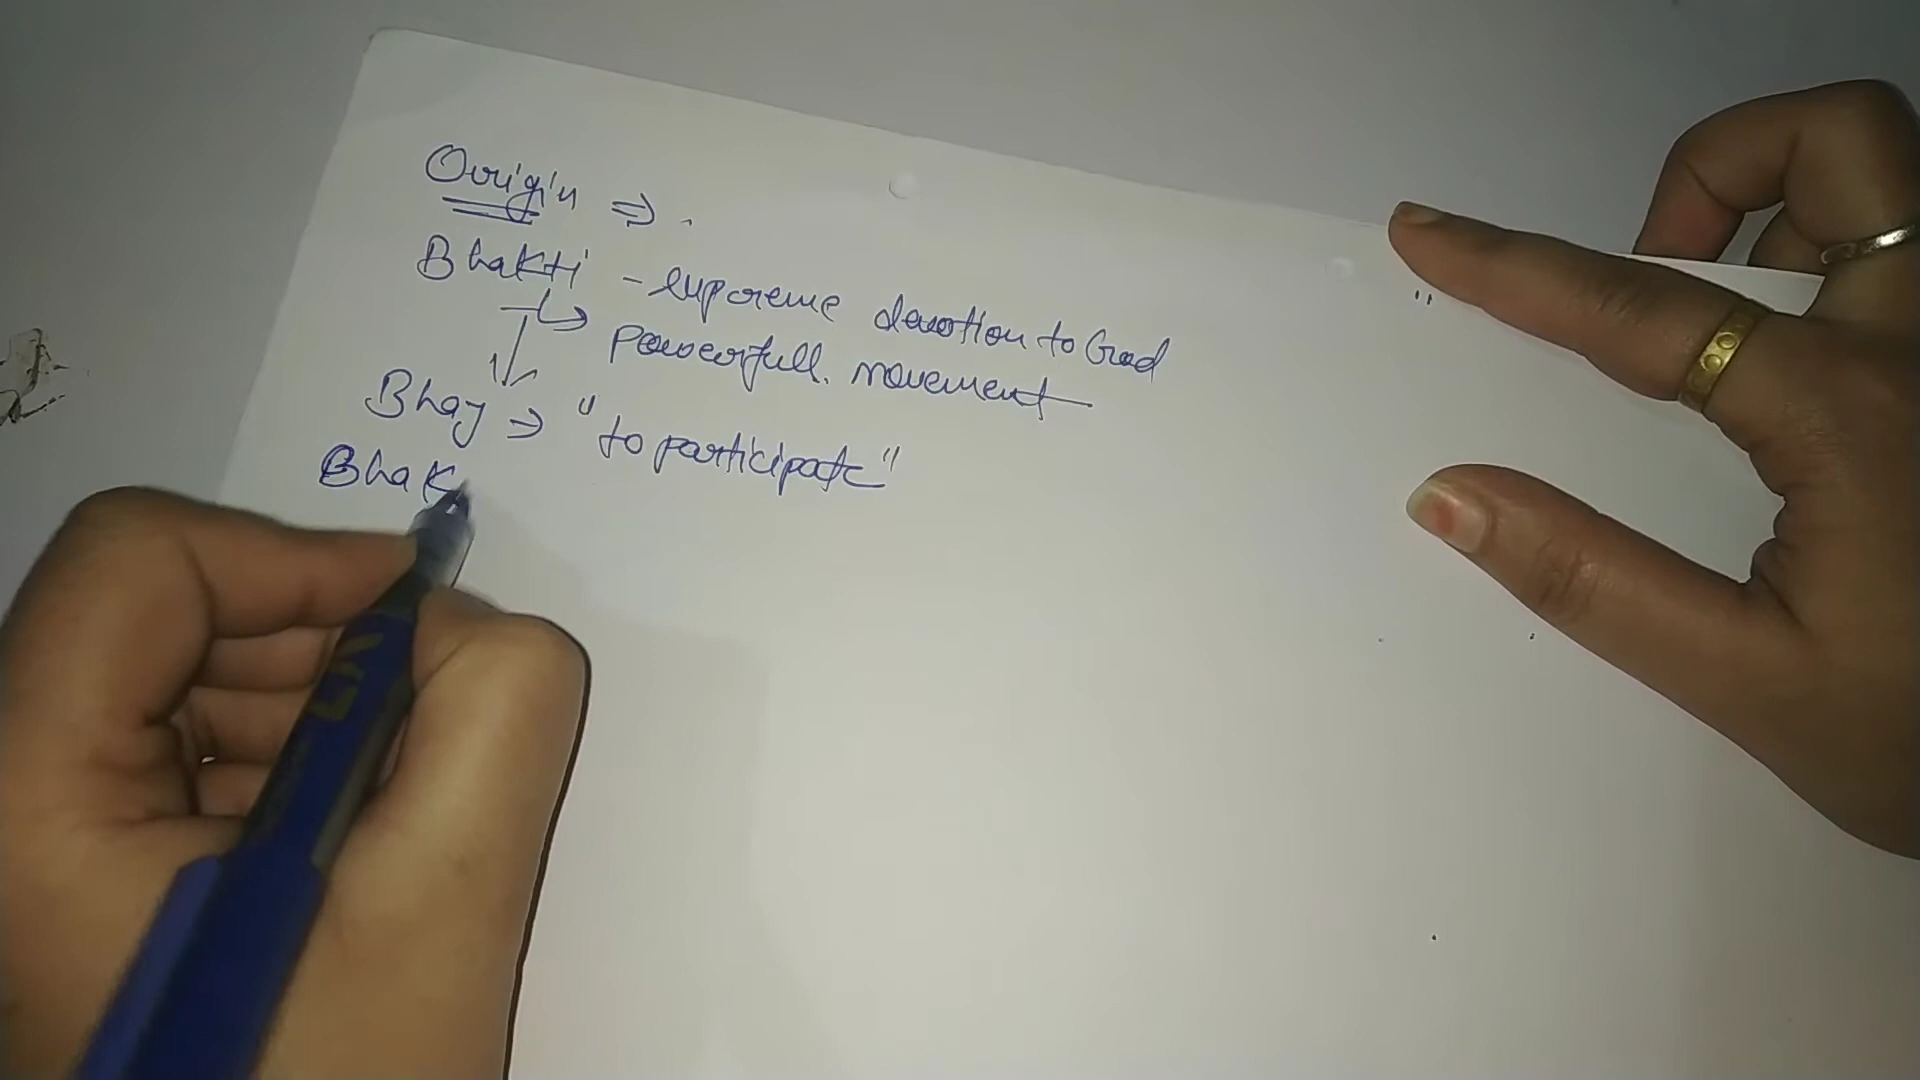 Origin ⇒
Bhakti - supreme devotion to God
↳ powerfull. movement
Bhaj ⇒ "to participate"
Bhak